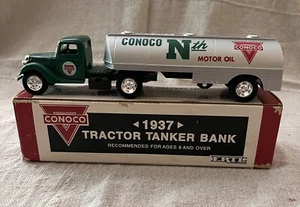 CONOCO Nth
MOTOR OIL
CONOCO
CONOCO
◄1937►
TRACTOR TANKER BANK
RECOMMENDED FOR AGES 8 AND OVER
ERTL